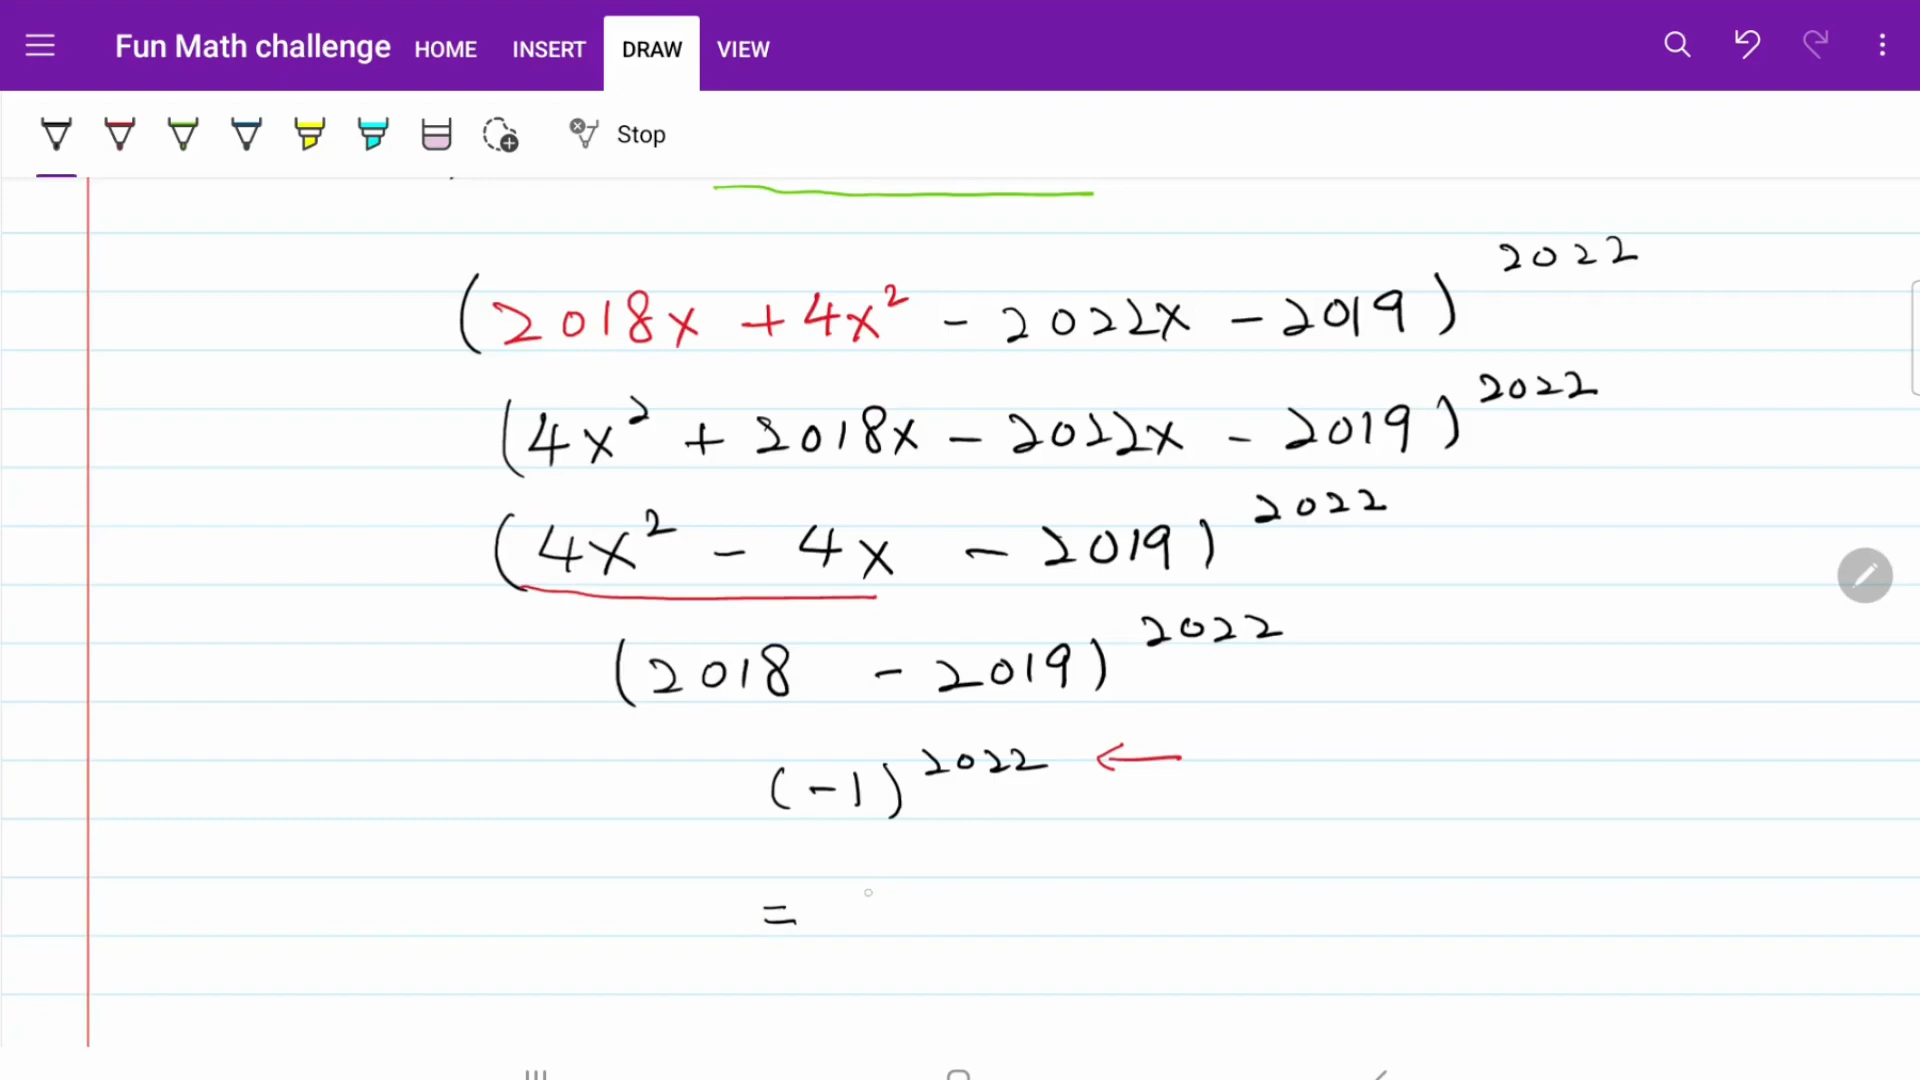 Fun Math challenge HOME INSERT DRAW VIEW
Stop
(2018x + 4x² - 2022x - 2019)²⁰²²
(4x² + 2018x - 2022x - 2019)²⁰²²
(4x² - 4x - 2019)²⁰²²
(2018 - 2019)²⁰²²
(-1)²⁰²² ←
=